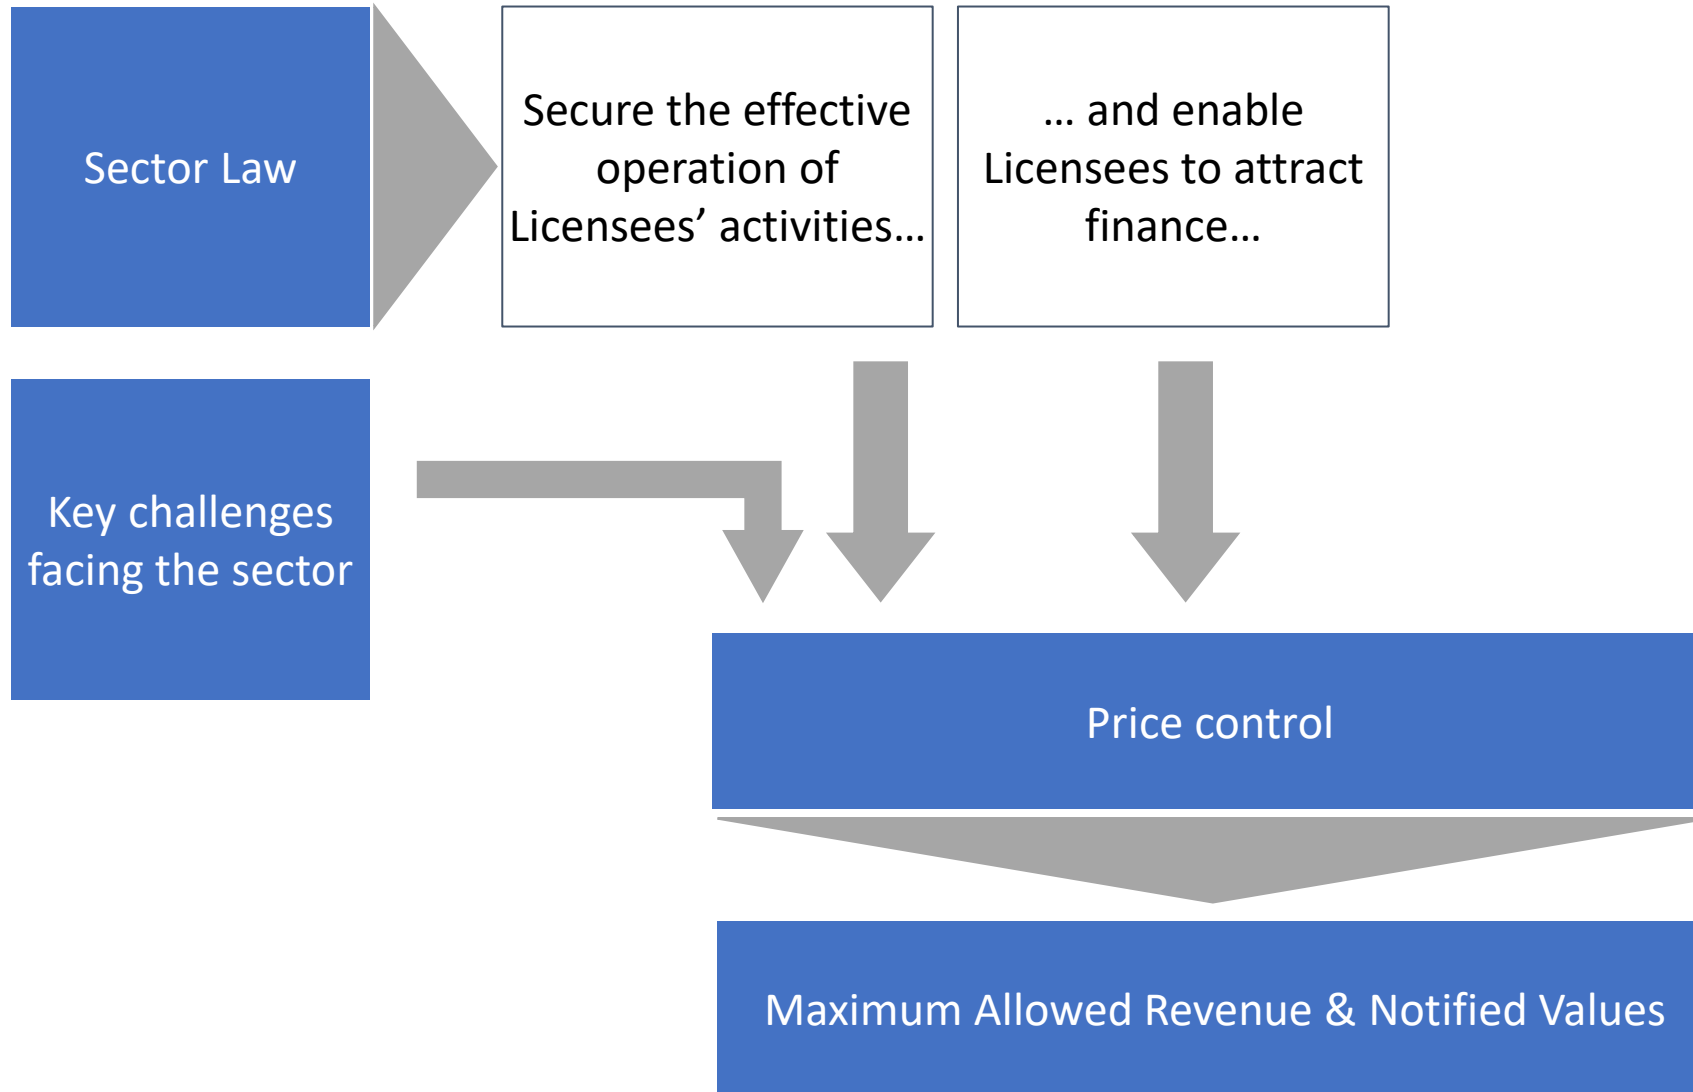 Sector Law
Secure the effective
operation of
Licensees’ activities…
… and enable
Licensees to attract
finance…
Key challenges
facing the sector
Price control
Maximum Allowed Revenue & Notified Values